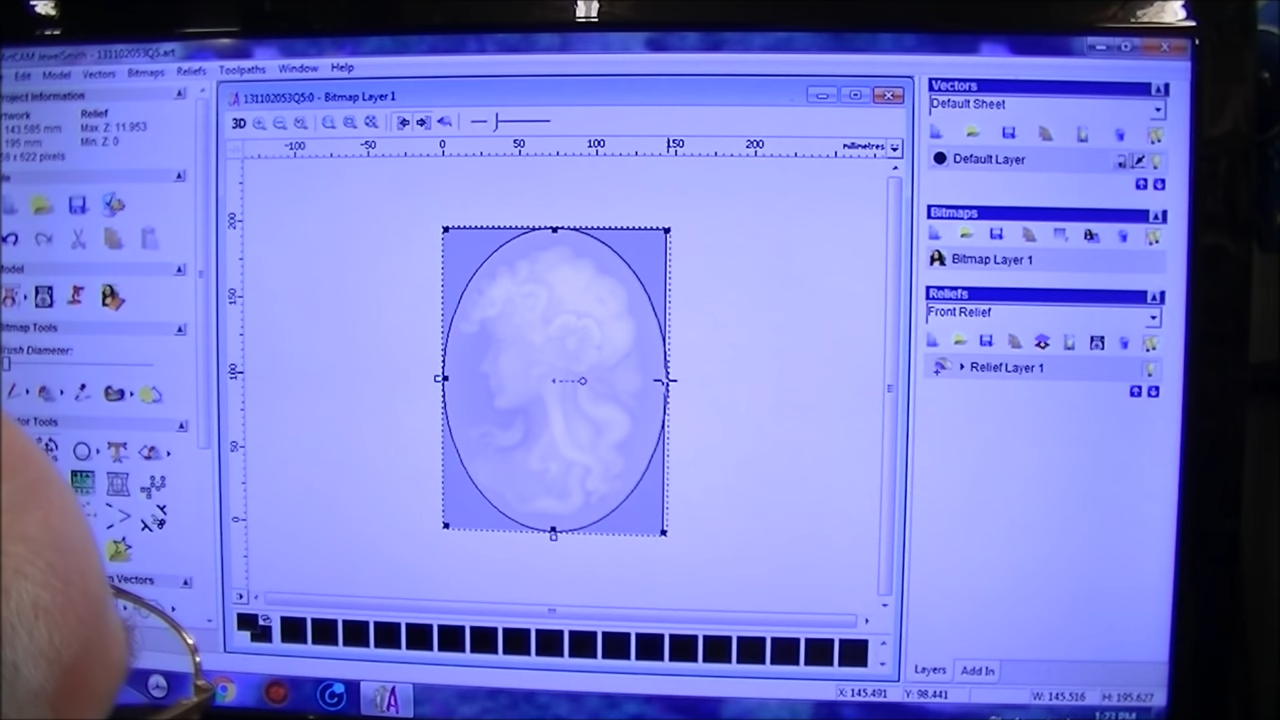 ArtCAM JewelSmith - 131102053Q5.art
Edit Model Vectors Bitmaps Reliefs Toolpaths Window Help
Project Information
Relief
143.585 mm
Max. Z: 11.953
195 mm
Min. Z: 0
622 pixels
Model
Bitmap Tools
Brush Diameter:
Vector Tools
Vectors
131102053Q5:0 - Bitmap Layer 1
3D
-100 -50 0 50 100 150 200 millimetres
200
150
100
50
0
Vectors
Default Sheet
Default Layer
Bitmaps
Bitmap Layer 1
Reliefs
Front Relief
Relief Layer 1
Layers Add In
X: 145.491 Y: 98.441 W: 145.516 H: 195.627
1:23 PM